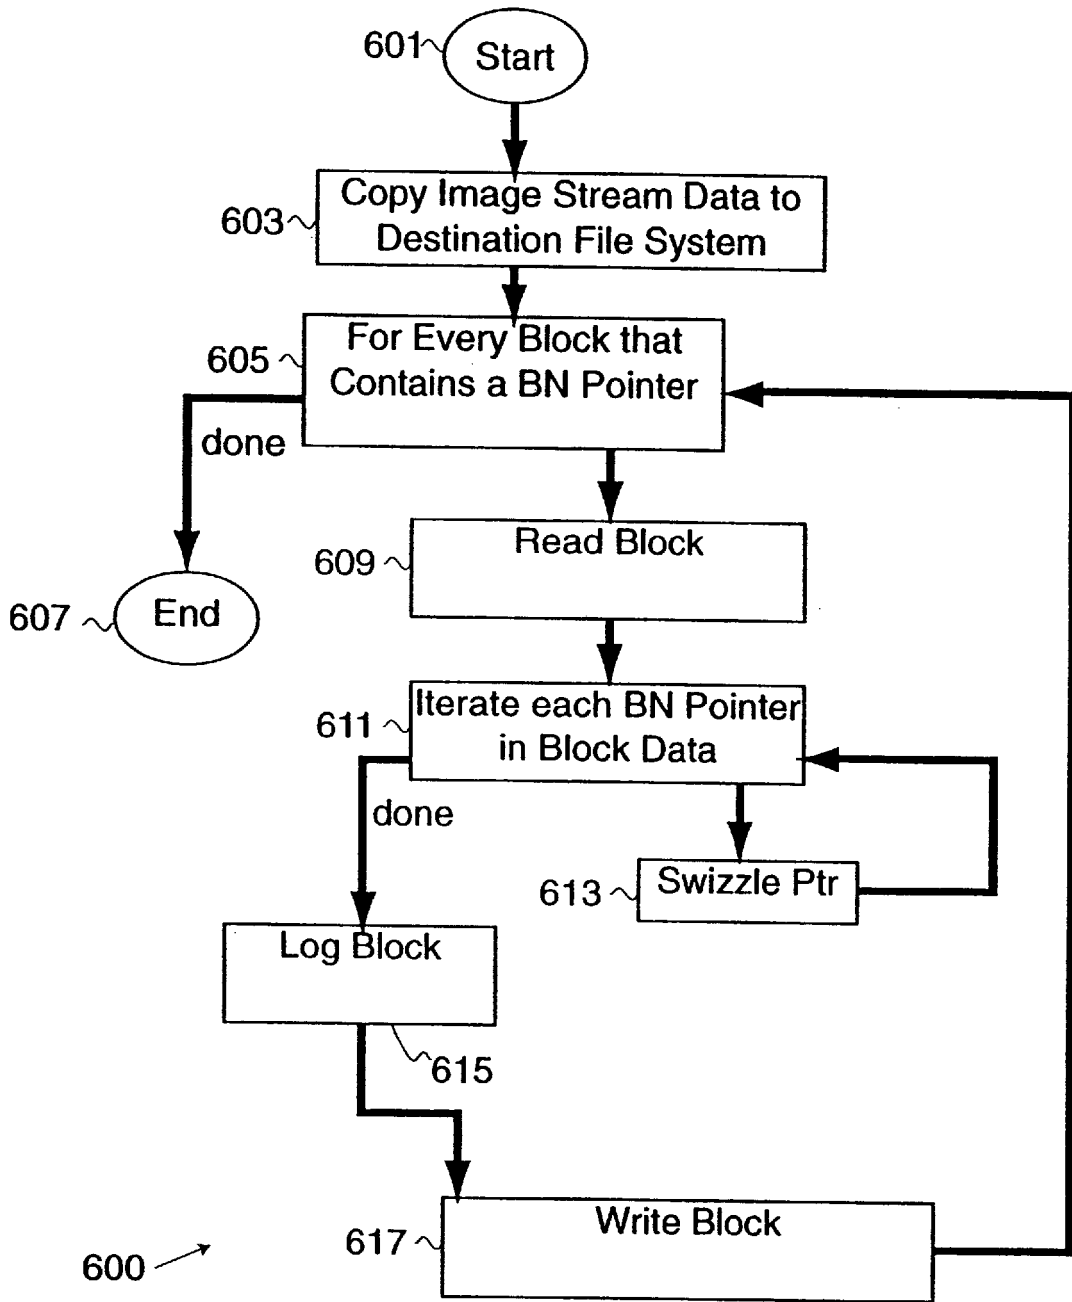 601
Start
603
Copy Image Stream Data to
Destination File System
605
For Every Block that
Contains a BN Pointer
done
609
Read Block
607
End
611
Iterate each BN Pointer
in Block Data
done
613
Swizzle Ptr
Log Block
615
617
Write Block
600